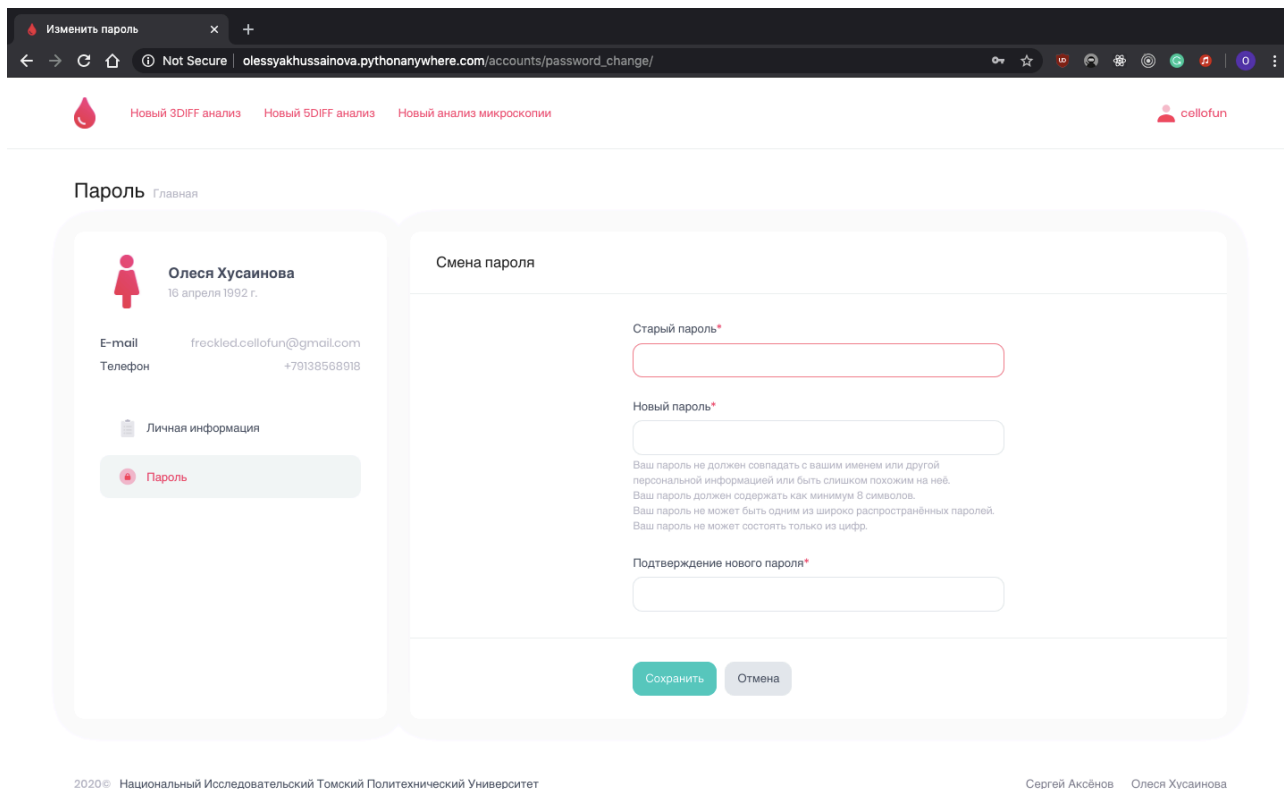 Изменить пароль
Not Secure | olessyakhussainova.pythonanywhere.com/accounts/password_change/
Новый 3DIFF анализ Новый 5DIFF анализ Новый анализ микроскопии
cellofun
Пароль Главная
Олеся Хусаинова
16 апреля 1992 г.
E-mail freckled.cellofun@gmail.com
Телефон +79138568918
Личная информация
Пароль
Смена пароля
Старый пароль*
Новый пароль*
Ваш пароль не должен совпадать с вашим именем или другой
персональной информацией или быть слишком похожим на неё.
Ваш пароль должен содержать как минимум 8 символов.
Ваш пароль не может быть одним из широко распространённых паролей.
Ваш пароль не может состоять только из цифр.
Подтверждение нового пароля*
Сохранить Отмена
2020© Национальный Исследовательский Томский Политехнический Университет
Сергей Аксёнов Олеся Хусаинова